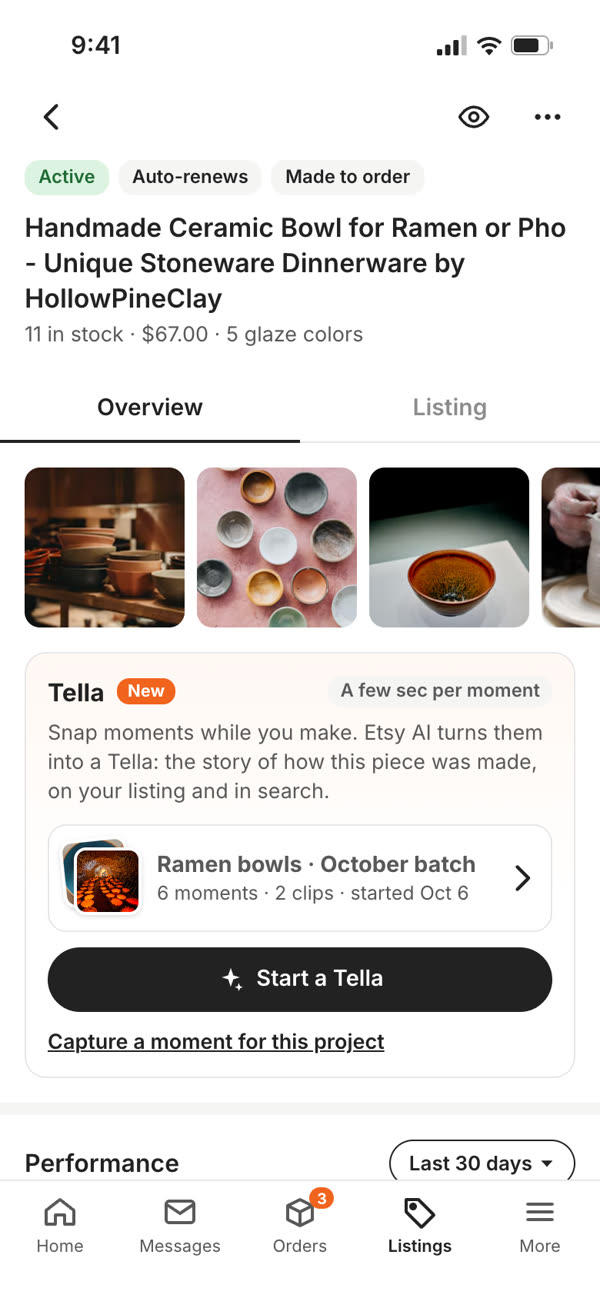 9:41
Active
Auto-renews
Made to order
Handmade Ceramic Bowl for Ramen or Pho
- Unique Stoneware Dinnerware by
HollowPineClay
11 in stock · $67.00 · 5 glaze colors
Overview
Listing
Tella
New
A few sec per moment
Snap moments while you make. Etsy AI turns them
into a Tella: the story of how this piece was made,
on your listing and in search.
Ramen bowls · October batch
6 moments · 2 clips · started Oct 6
Start a Tella
Capture a moment for this project
Performance
Last 30 days
3
Home
Messages
Orders
Listings
More